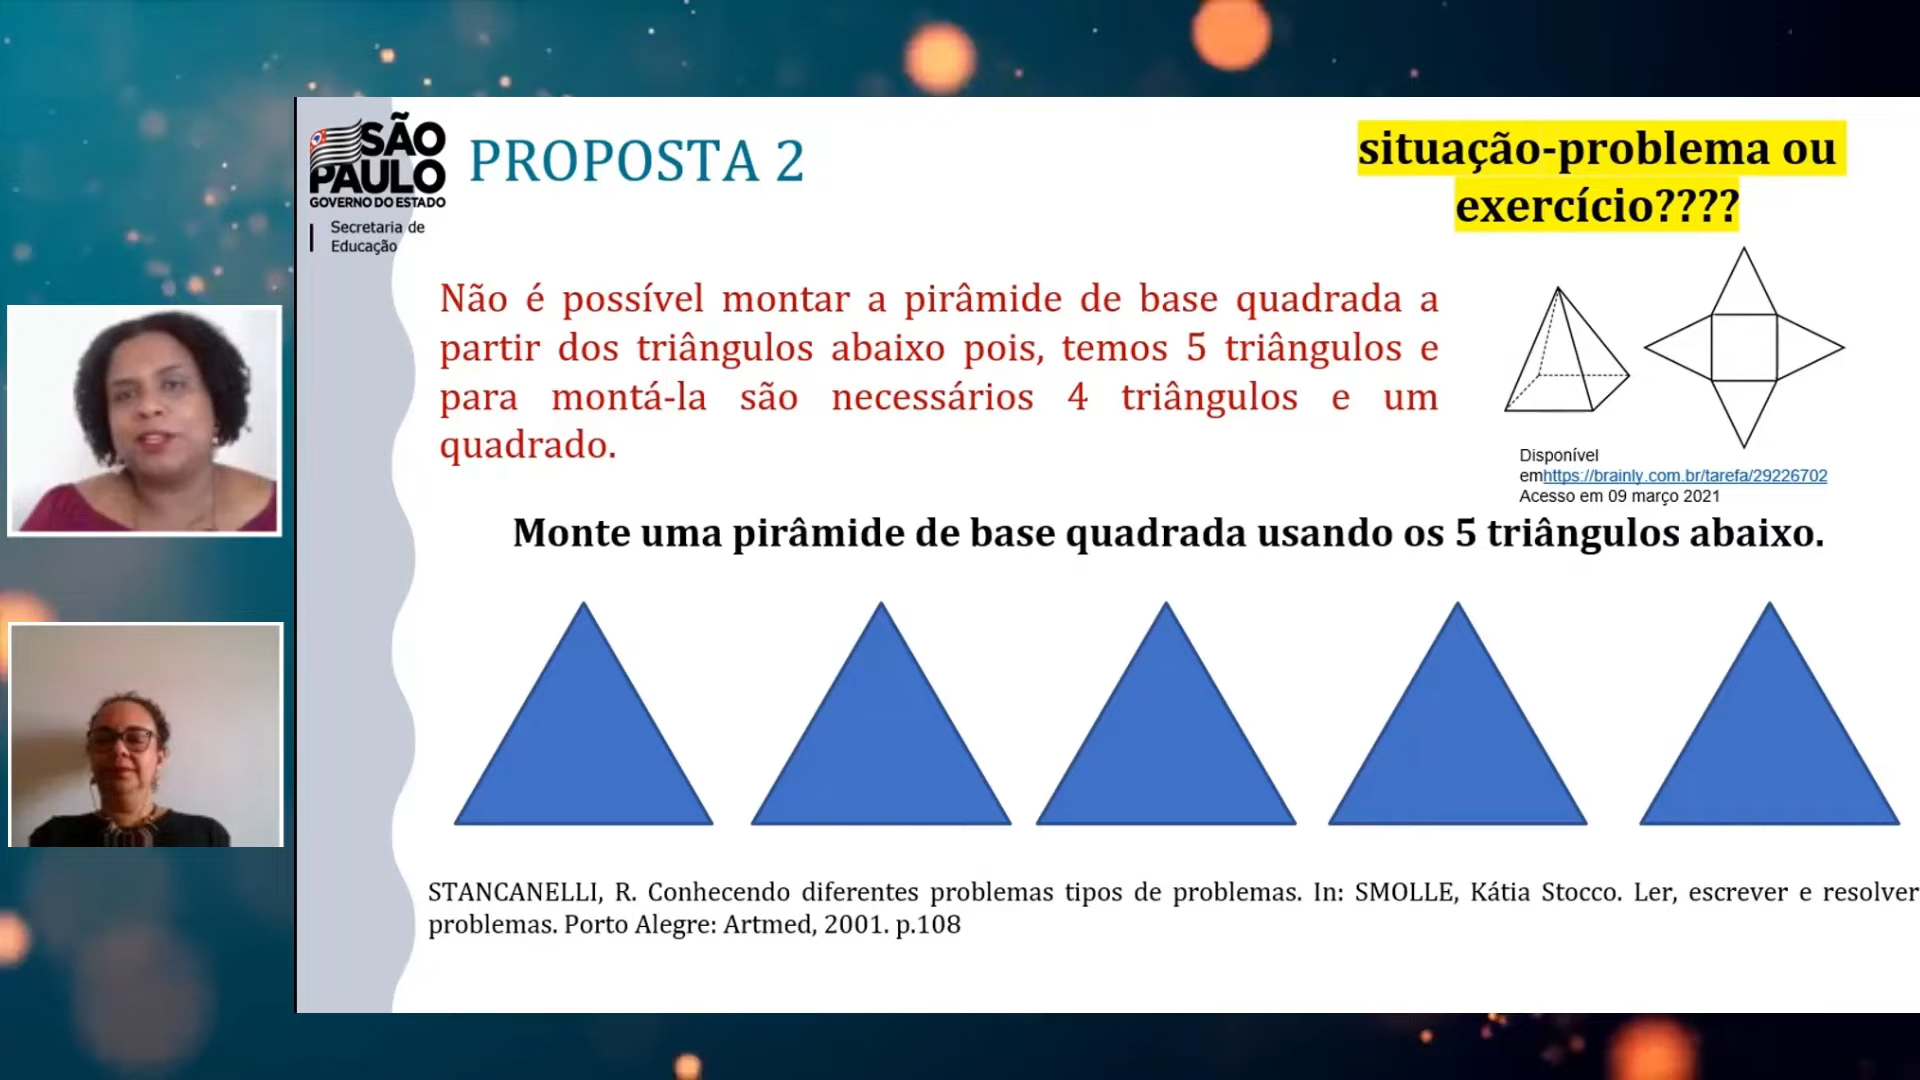 SÃO
PAULO
GOVERNO DO ESTADO
Secretaria de
Educação
PROPOSTA 2
situação-problema ou
exercício????
Não é possível montar a pirâmide de base quadrada a
partir dos triângulos abaixo pois, temos 5 triângulos e
para montá-la são necessários 4 triângulos e um
quadrado.
Disponível
emhttps://brainly.com.br/tarefa/29226702
Acesso em 09 março 2021
Monte uma pirâmide de base quadrada usando os 5 triângulos abaixo.
STANCANELLI, R. Conhecendo diferentes problemas tipos de problemas. In: SMOLLE, Kátia Stocco. Ler, escrever e resolver
problemas. Porto Alegre: Artmed, 2001. p.108